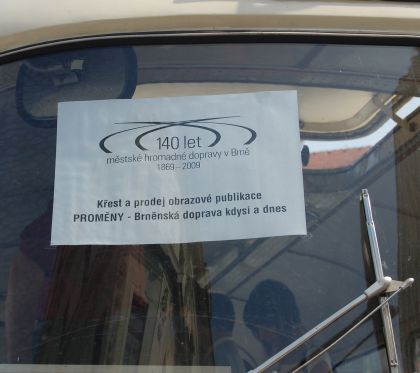 140 let
městské hromadné dopravy v Brně
1869–2009
Křest a prodej obrazové publikace
PROMĚNY - Brněnská doprava kdysi a dnes